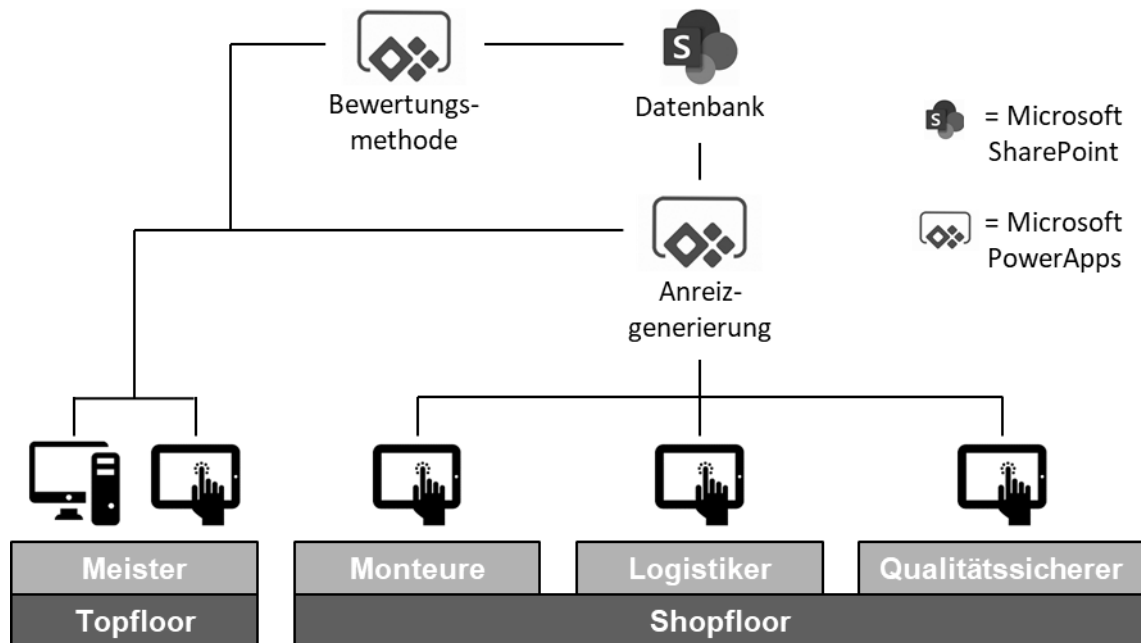 Bewertungs-
methode
S
Datenbank
S
= Microsoft
SharePoint
= Microsoft
PowerApps
Anreiz-
generierung
Meister
Monteure
Logistiker
Qualitätssicherer
Topfloor
Shopfloor